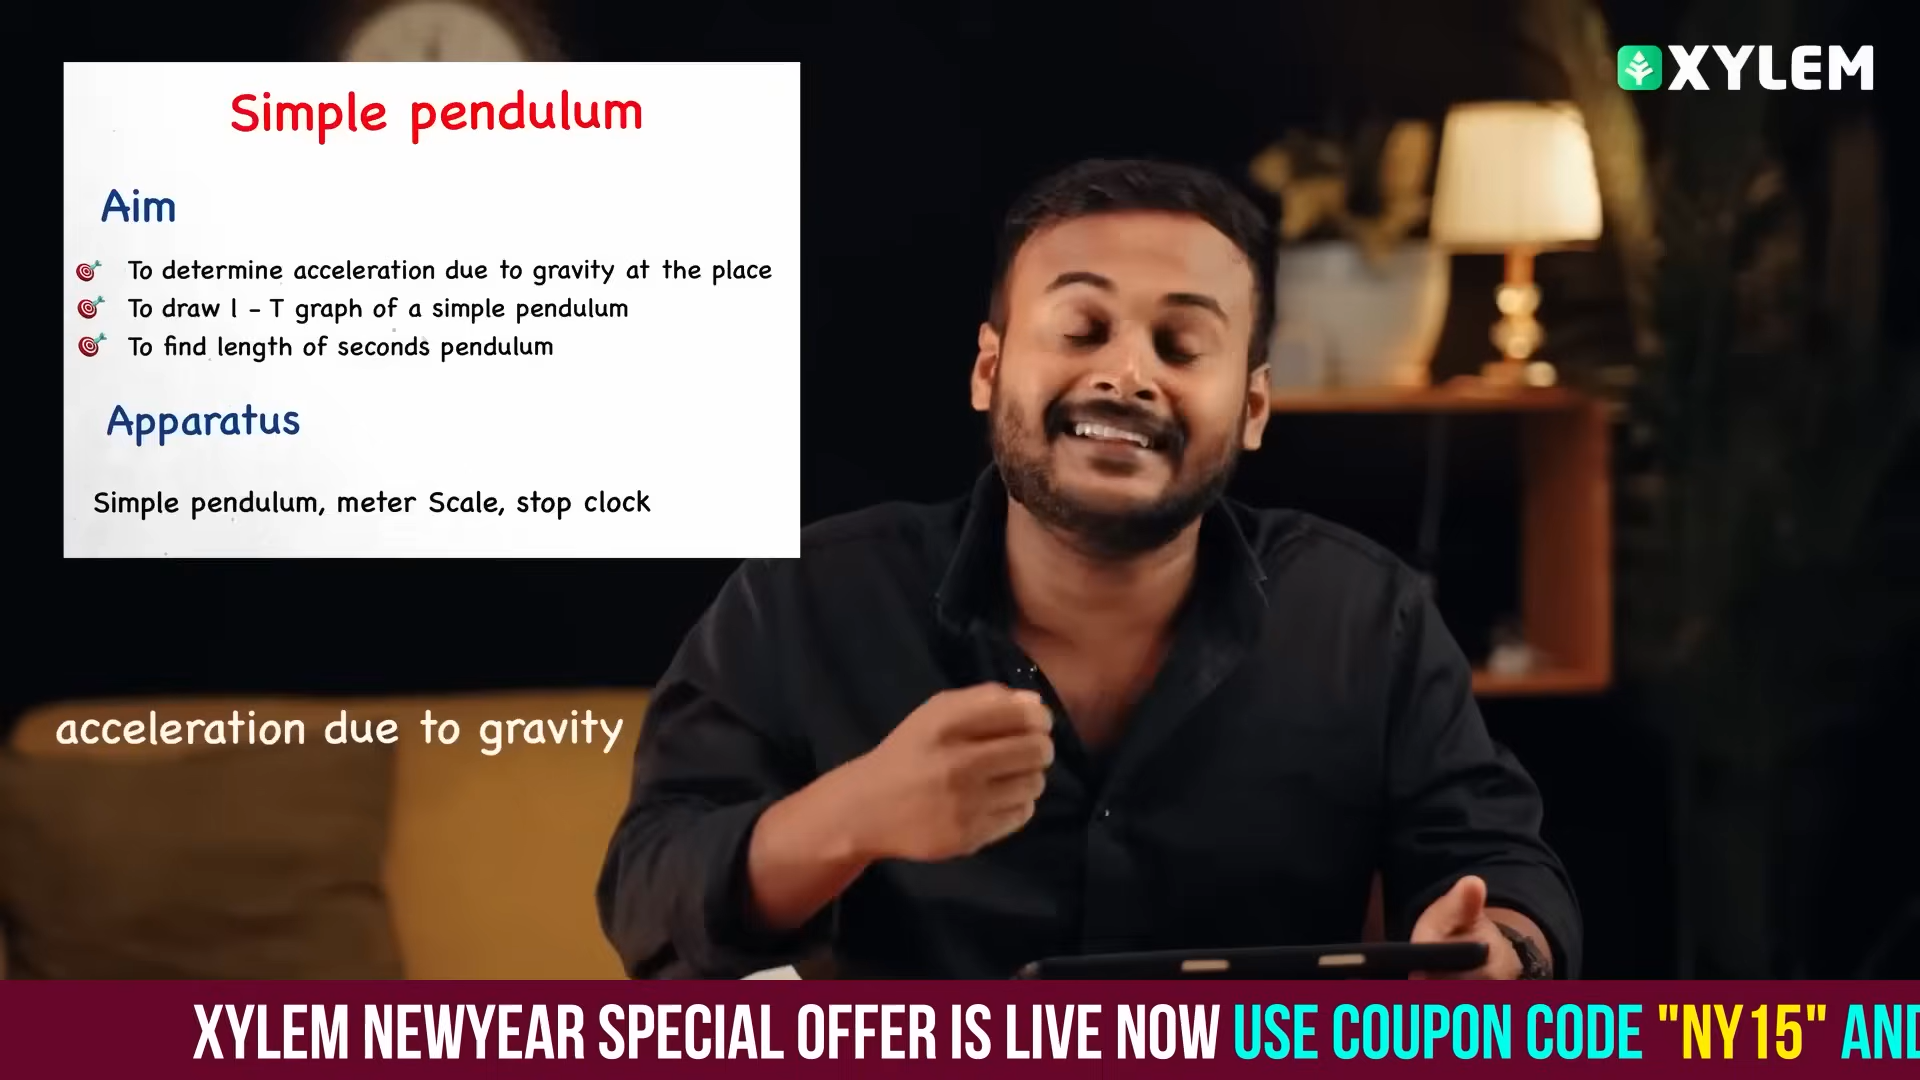 XYLEM
Simple pendulum
Aim
To determine acceleration due to gravity at the place
To draw l - T graph of a simple pendulum
To find length of seconds pendulum
Apparatus
Simple pendulum, meter Scale, stop clock
acceleration due to gravity
XYLEM NEWYEAR SPECIAL OFFER IS LIVE NOW USE COUPON CODE "NY15" AND